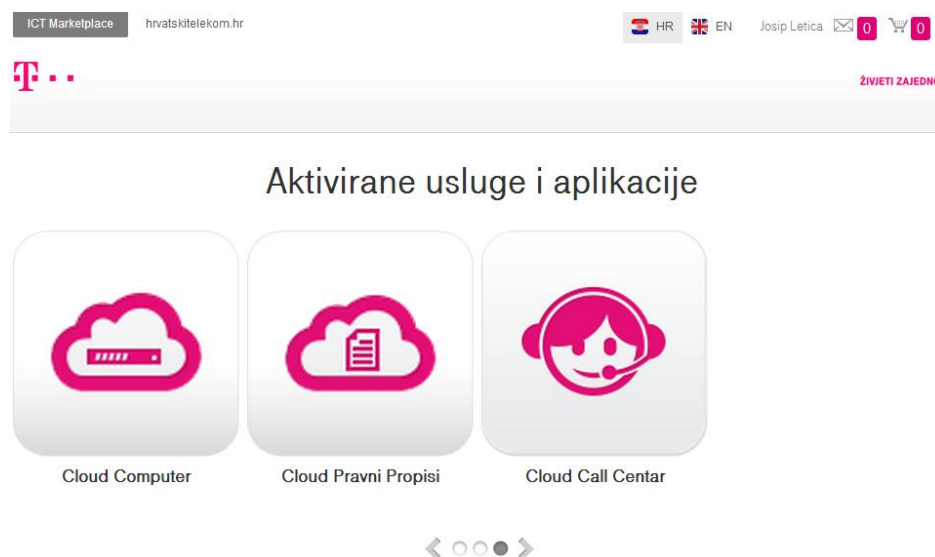 ICT Marketplace hrvatskitelekom.hr HR EN Josip Letica 0 0
T
ŽIVJETI ZAJEDNO
Aktivirane usluge i aplikacije
Cloud Computer Cloud Pravni Propisi Cloud Call Centar